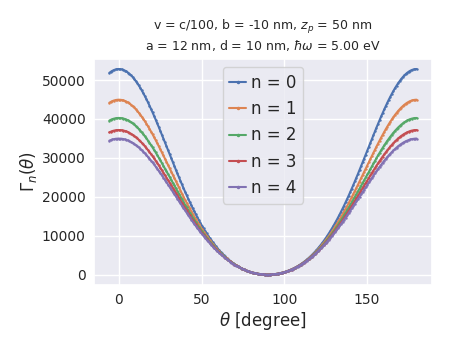 v = c/100, b = -10 nm, z_p = 50 nm
a = 12 nm, d = 10 nm, ℏω = 5.00 eV
Γ_n(θ)
50000
40000
30000
20000
10000
0
n = 0
n = 1
n = 2
n = 3
n = 4
0 50 100 150
θ [degree]